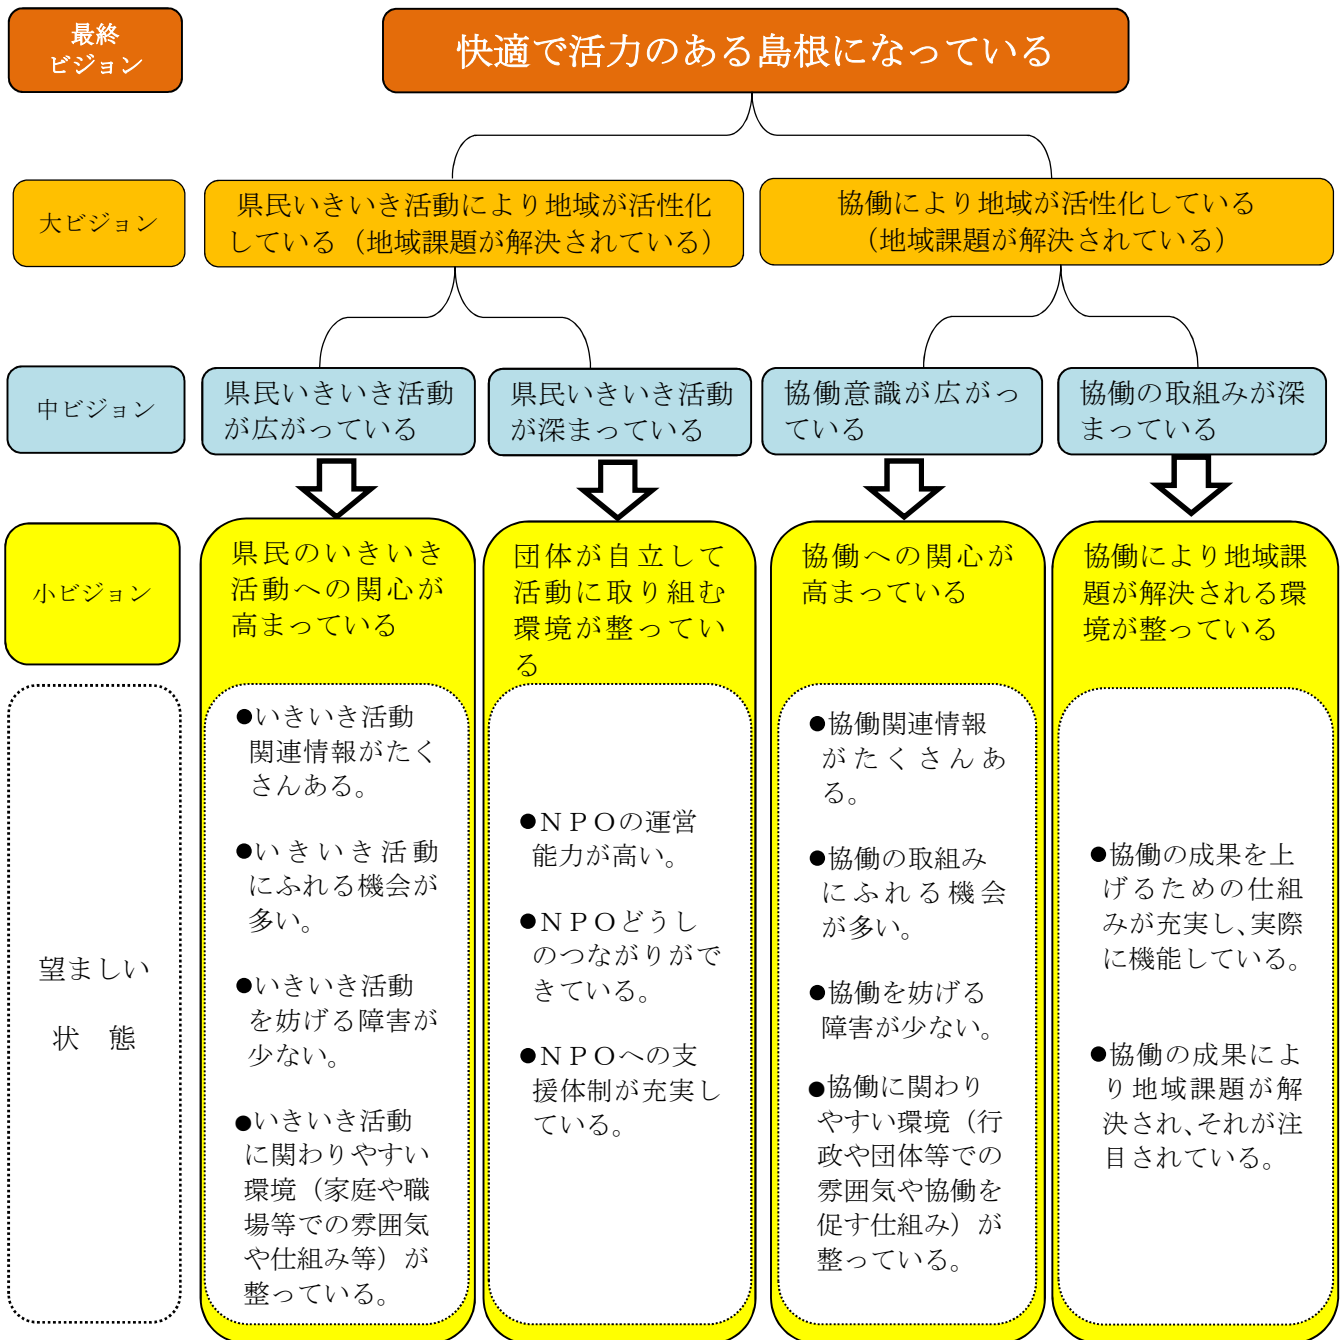 最終
ビジョン
快適で活力のある島根になっている
大ビジョン
県民いきいき活動により地域が活性化
している（地域課題が解決されている）
協働により地域が活性化している
（地域課題が解決されている）
中ビジョン
県民いきいき活動
が広がっている
県民いきいき活動
が深まっている
協働意識が広がっ
ている
協働の取組みが深
まっている
小ビジョン
県民のいきいき
活動への関心が
高まっている
団体が自立して
活動に取り組む
環境が整ってい
る
協働への関心が
高まっている
協働により地域課
題が解決される環
境が整っている
望ましい
状　態
●いきいき活動
関連情報がたく
さんある。
●いきいき活動
にふれる機会が
多い。
●いきいき活動
を妨げる障害が
少ない。
●いきいき活動
に関わりやすい
環境（家庭や職
場等での雰囲気
や仕組み等）が
整っている。
●ＮＰＯの運営
能力が高い。
●ＮＰＯどうし
のつながりがで
きている。
●ＮＰＯへの支
援体制が充実し
ている。
●協働関連情報
がたくさんあ
る。
●協働の取組み
にふれる機会
が多い。
●協働を妨げる
障害が少ない。
●協働に関わり
やすい環境（行
政や団体等での
雰囲気や協働を
促す仕組み）が
整っている。
●協働の成果を上
げるための仕組
みが充実し、実際
に機能している。
●協働の成果によ
り地域課題が解
決され、それが注
目されている。